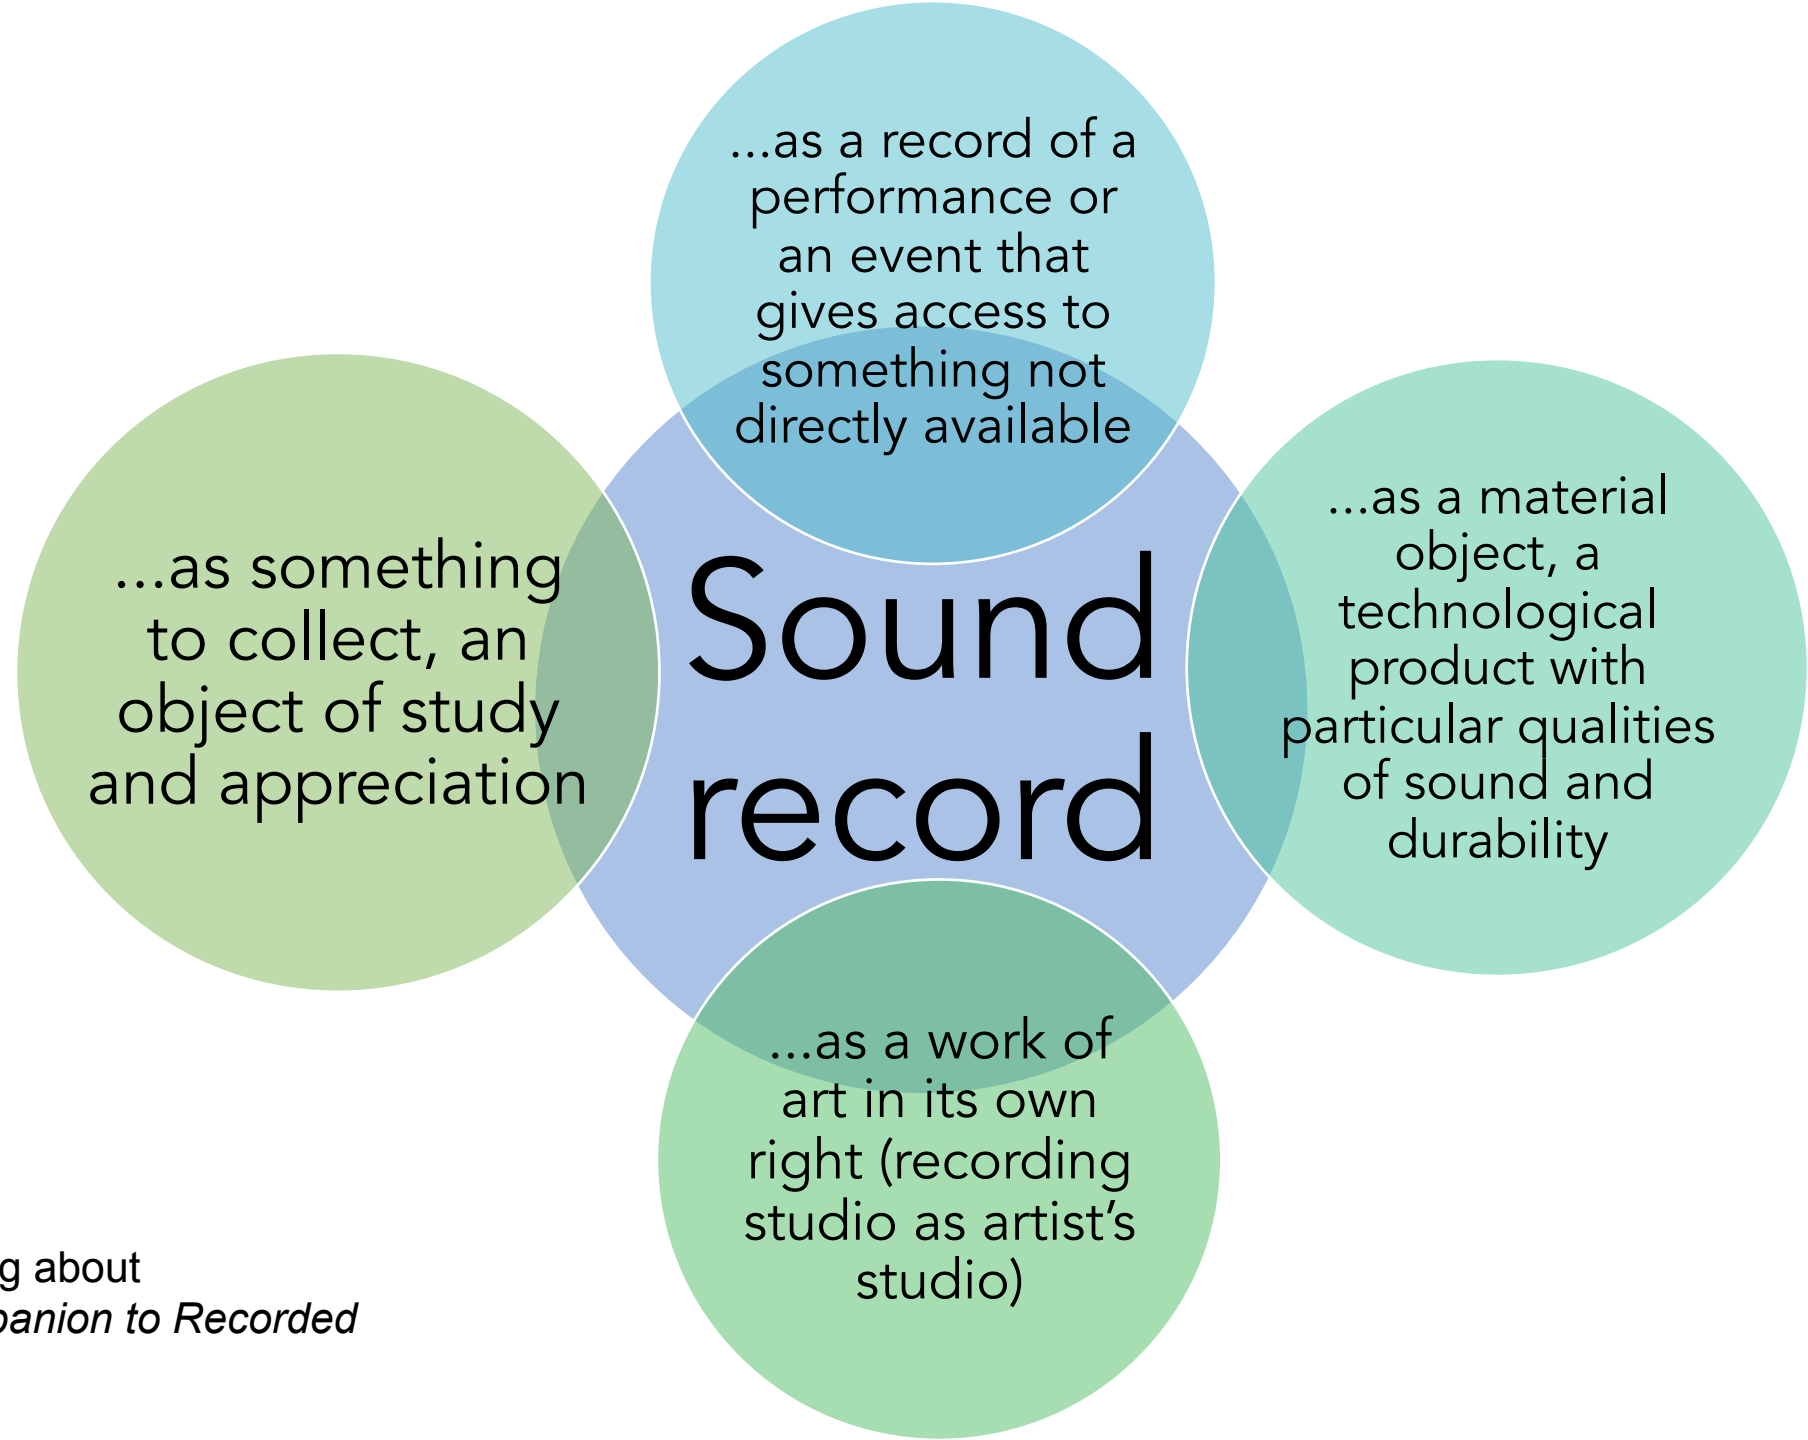 ...as a record of a
performance or
an event that
gives access to
something not
directly available
...as something
to collect, an
object of study
and appreciation
Sound
record
...as a material
object, a
technological
product with
particular qualities
of sound and
durability
...as a work of
art in its own
right (recording
studio as artist’s
studio)
about
to Recorded